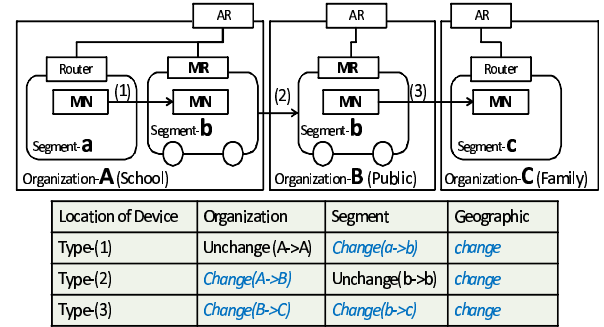 AR
AR
AR
Router
MR
MR
Router
MN
(1)
MN
(2)
MN
(3)
MN
Segment-a
Segment-b
Segment-b
Segment-c
Organization-A (School)
Organization-B (Public)
Organization-C (Family)
Location of Device Organization Segment Geographic
Type-(1) Unchange (A->A) Change(a->b) change
Type-(2) Change(A->B) Unchange(b->b) change
Type-(3) Change(B->C) Change(b->c) change